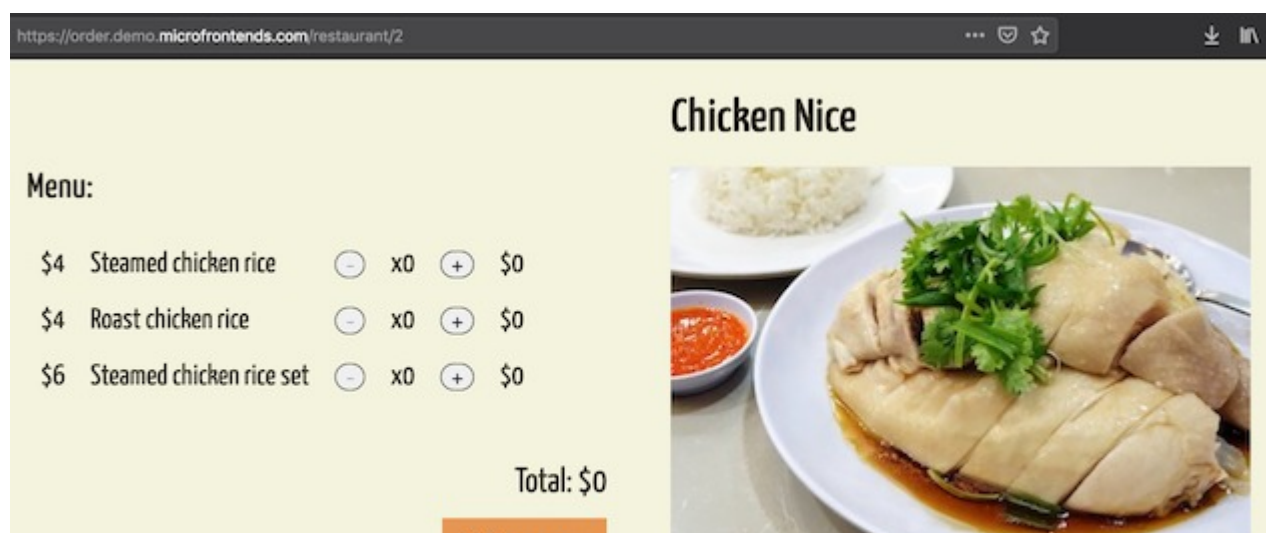 https://order.demo.microfrontends.com/restaurant/2
Chicken Nice
Menu:
$4 Steamed chicken rice - x0 + $0
$4 Roast chicken rice - x0 + $0
$6 Steamed chicken rice set - x0 + $0
Total: $0